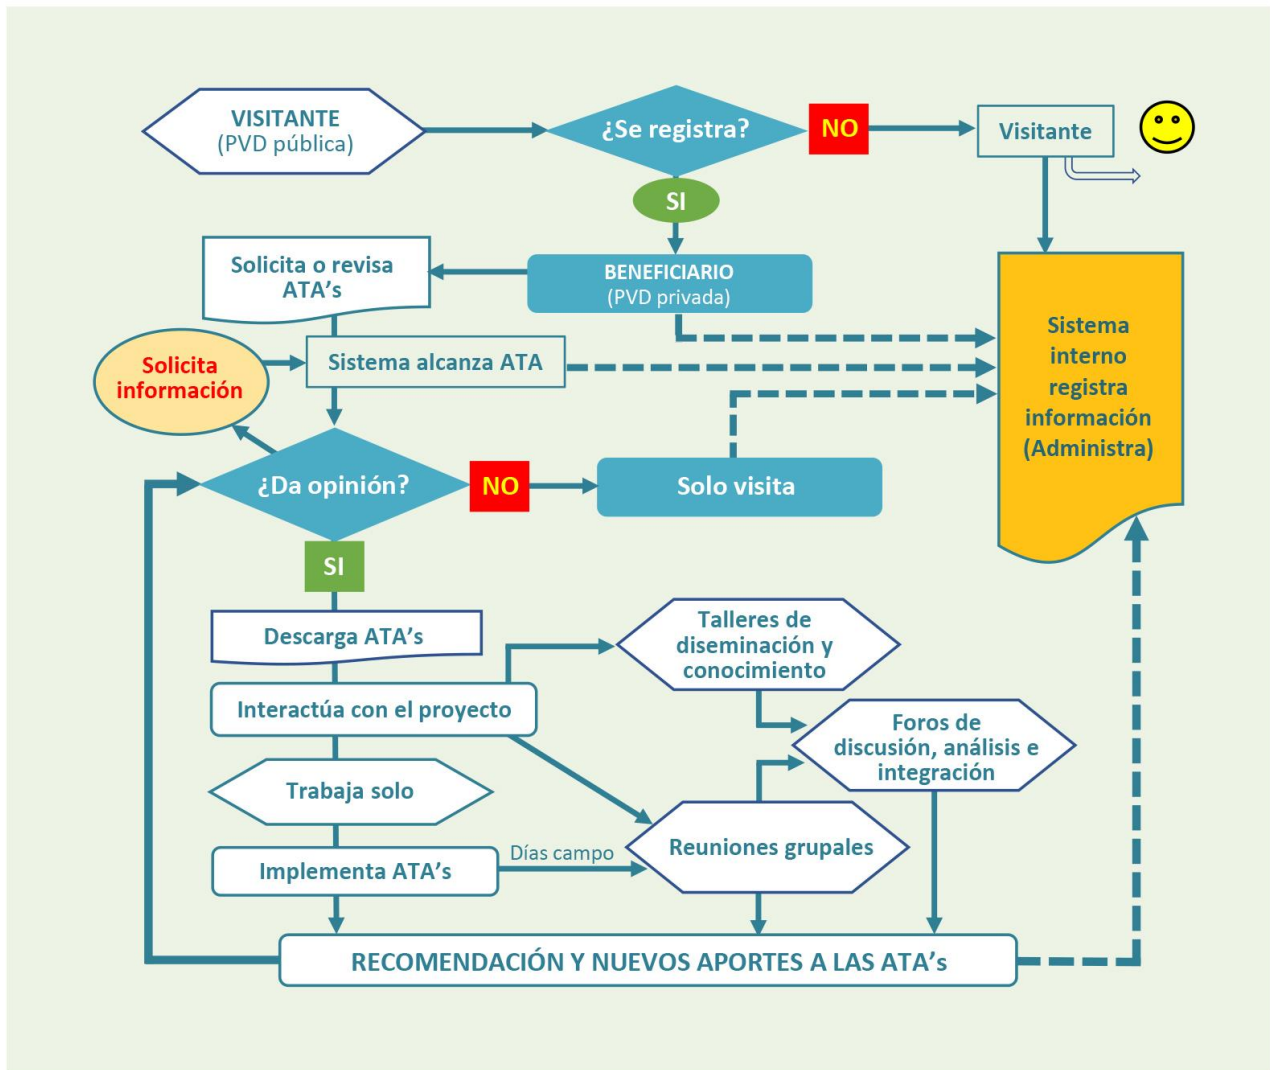 VISITANTE
(PVD pública)
¿Se registra?
NO
Visitante
SI
Solicita o revisa
ATA's
BENEFICIARIO
(PVD privada)
Sistema
interno
registra
información
(Administra)
Solicita
información
Sistema alcanza ATA
¿Da opinión?
NO
Solo visita
SI
Descarga ATA's
Talleres de
diseminación y
conocimiento
Interactúa con el proyecto
Foros de
discusión, análisis e
integración
Trabaja solo
Reuniones grupales
Días campo
Implementa ATA's
RECOMENDACIÓN Y NUEVOS APORTES A LAS ATA's